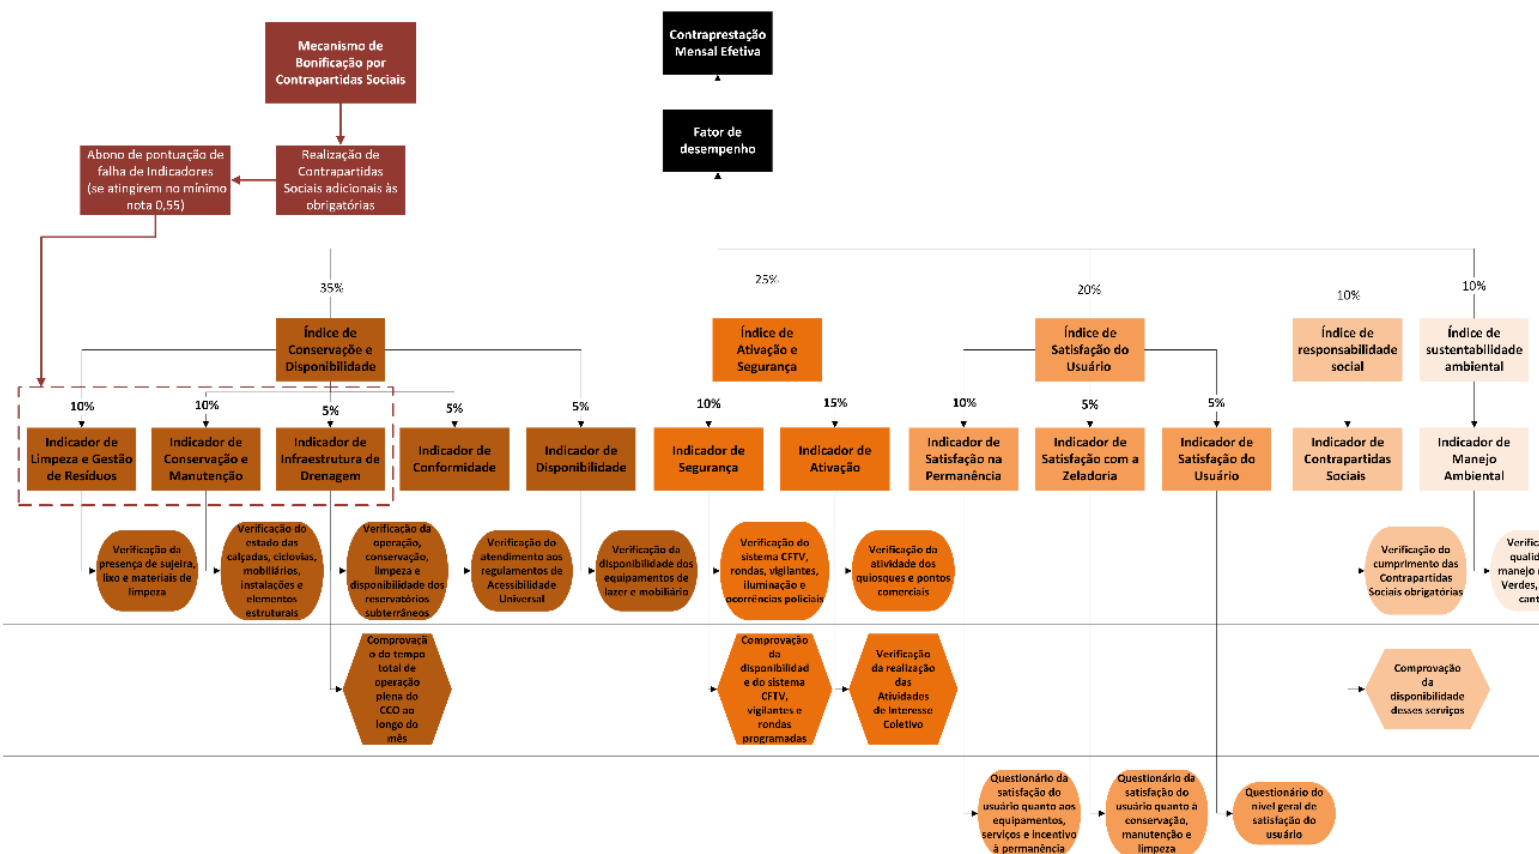 Mecanismo de
Bonificação por
Contrapartidas Sociais
Contraprestação
Mensal Efetiva
Fator de
desempenho
Abono de pontuação de
falha de Indicadores
(se atingirem no mínimo
nota 0,55)
Realização de
Contrapartidas
Sociais adicionais às
obrigatórias
35%
25%
20%
10%
10%
Índice de
Conservaçõe e
Disponibilidade
Índice de
Ativação e
Segurança
Índice de
Satisfação do
Usuário
Índice de
responsabilidade
social
Índice de
sustentabilidade
ambiental
10%
10%
5%
5%
5%
10%
15%
10%
5%
5%
Indicador de
Limpeza e Gestão
de Resíduos
Indicador de
Conservação e
Manutenção
Indicador de
Infraestrutura de
Drenagem
Indicador de
Conformidade
Indicador de
Disponibilidade
Indicador de
Segurança
Indicador de
Ativação
Indicador de
Satisfação na
Permanência
Indicador de
Satisfação com a
Zeladoria
Indicador de
Satisfação do
Usuário
Indicador de
Contrapartidas
Sociais
Indicador de
Manejo
Ambiental
Verificação da
presença de sujeira,
lixo e materiais de
limpeza
Verificação do
estado das
calçadas, ciclovias,
mobiliários,
instalações e
elementos
estruturais
Verificação da
operação,
conservação,
limpeza e
disponibilidade dos
reservatórios
subterrâneos
Verificação do
atendimento aos
regulamentos de
Acessibilidade
Universal
Verificação da
disponibilidade dos
equipamentos de
lazer e mobiliário
Verificação do
sistema CFTV,
rondas, vigilantes,
iluminação e
ocorrências policiais
Verificação da
atividade dos
quiosques e pontos
comerciais
Verificação do
cumprimento das
Contrapartidas
Sociais obrigatórias
Verific
qualid
manejo
Verdes,
cant
Comprovaçã
o do tempo
total de
operação
plena do
CCO ao
longo do
mês
Comprovação
da
disponibilidad
e do sistema
CFTV,
vigilantes e
rondas
programadas
Verificação
da realização
das
Atividades
de Interesse
Coletivo
Comprovação
da
disponibilidade
desses serviços
Questionário da
satisfação do
usuário quanto aos
equipamentos,
serviços e incentivo
à permanência
Questionário da
satisfação do
usuário quanto à
conservação,
manutenção e
limpeza
Questionário do
nível geral de
satisfação do
usuário